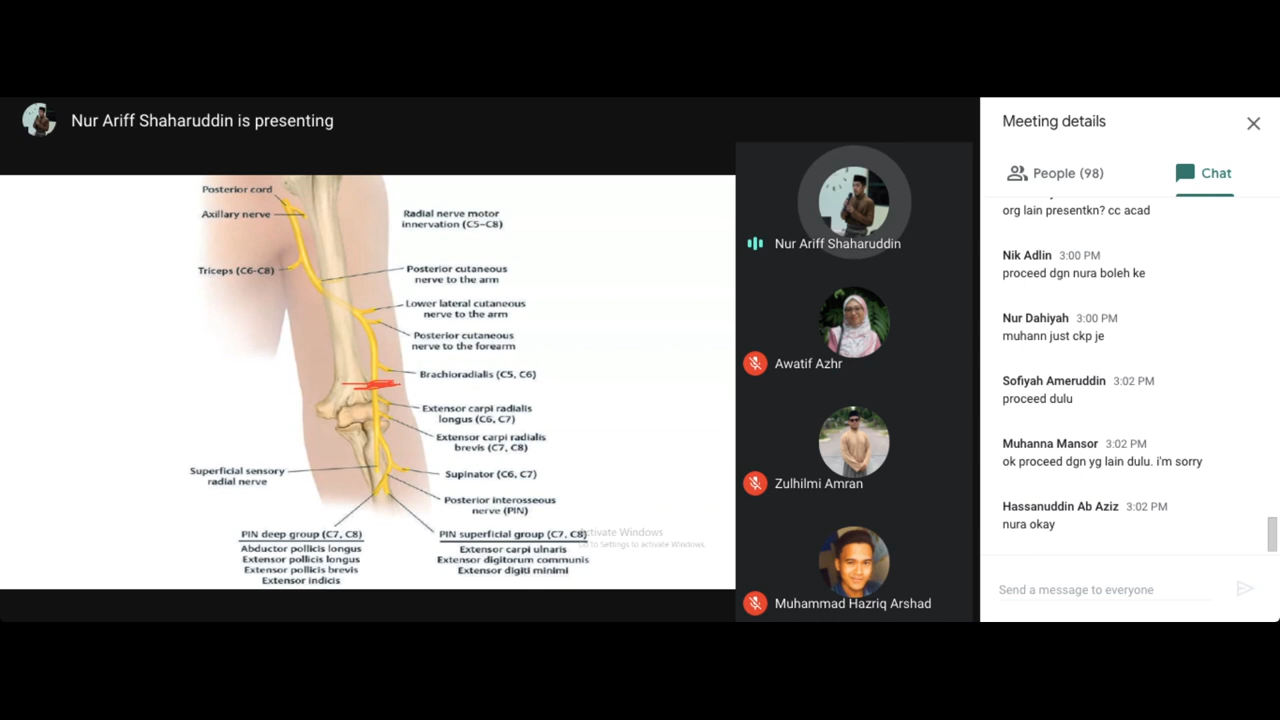 Nur Ariff Shaharuddin is presenting
Posterior cord
Axillary nerve
Radial nerve motor
innervation (C5–C8)
Triceps (C6-C8)
Posterior cutaneous
nerve to the arm
Lower lateral cutaneous
nerve to the arm
Posterior cutaneous
nerve to the forearm
Brachioradialis (C5, C6)
Extensor carpi radialis
longus (C6, C7)
Extensor carpi radialis
brevis (C7, C8)
Superficial sensory
radial nerve
Supinator (C6, C7)
Posterior interosseous
nerve (PIN)
PIN deep group (C7, C8)
Abductor pollicis longus
Extensor pollicis longus
Extensor pollicis brevis
Extensor indicis
PIN superficial group (C7, C8)
Extensor carpi ulnaris
Extensor digitorum communis
Extensor digiti minimi
Activate Windows
Go to Settings to activate Windows.
Nur Ariff Shaharuddin
Awatif Azhr
Zulhilmi Amran
Muhammad Hazriq Arshad
Meeting details
People (98)
Chat
org lain presentkn? cc acad
Nik Adlin 3:00 PM
proceed dgn nura boleh ke
Nur Dahiyah 3:00 PM
muhann just ckp je
Sofiyah Ameruddin 3:02 PM
proceed dulu
Muhanna Mansor 3:02 PM
ok proceed dgn yg lain dulu. i'm sorry
Hassanuddin Ab Aziz 3:02 PM
nura okay
Send a message to everyone